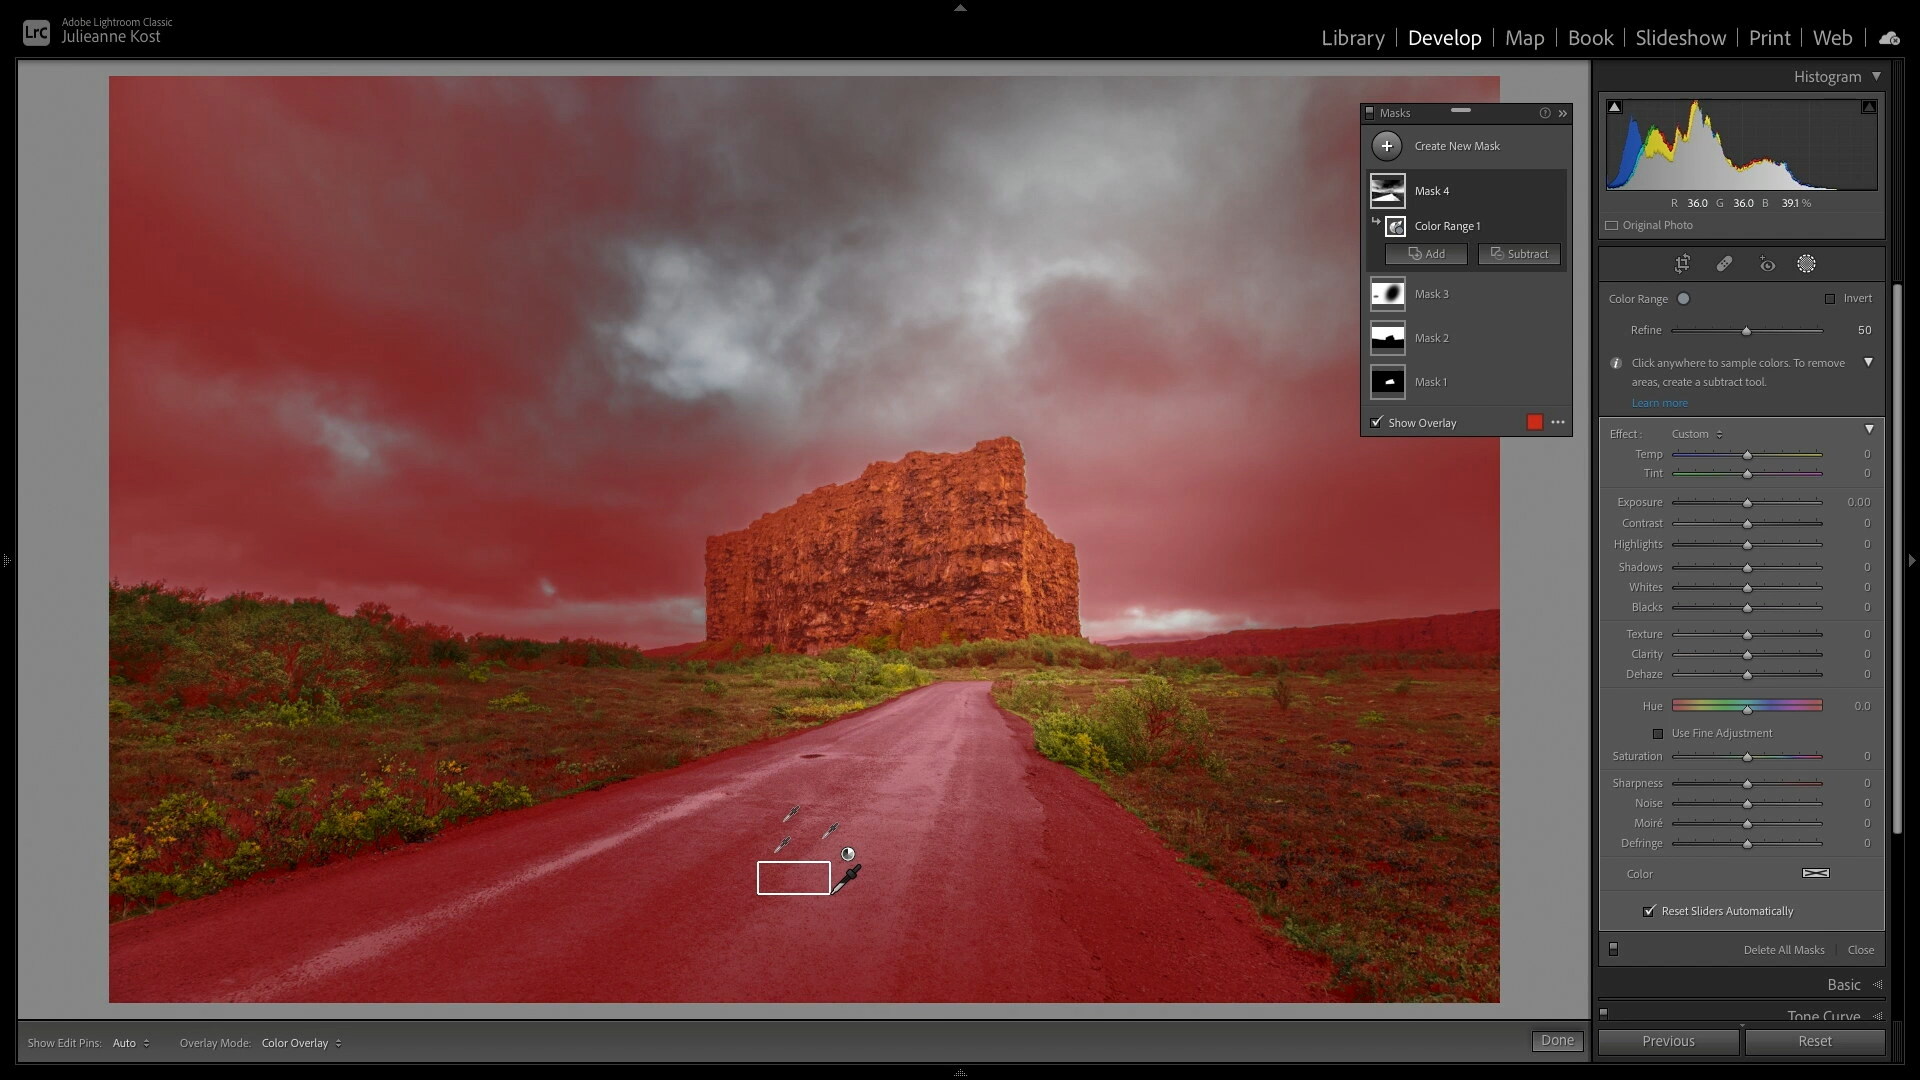 LrC
Adobe Lightroom Classic
Julieanne Kost
Library | Develop | Map | Book | Slideshow | Print | Web
Histogram
R 36.0 G 36.0 B 39.1 %
Original Photo
Masks
Create New Mask
Mask 4
Color Range 1
Add Subtract
Mask 3
Mask 2
Mask 1
Show Overlay
Color Range Invert
Refine 50
Click anywhere to sample colors. To remove
areas, create a subtract tool.
Learn more
Effect : Custom
Temp 0
Tint 0
Exposure 0.00
Contrast 0
Highlights 0
Shadows 0
Whites 0
Blacks 0
Texture 0
Clarity 0
Dehaze 0
Hue 0.0
Use Fine Adjustment
Saturation 0
Sharpness 0
Noise 0
Moiré 0
Defringe 0
Color
Reset Sliders Automatically
Delete All Masks Close
Basic
Tone Curve
Show Edit Pins: Auto Overlay Mode: Color Overlay Done
Previous Reset